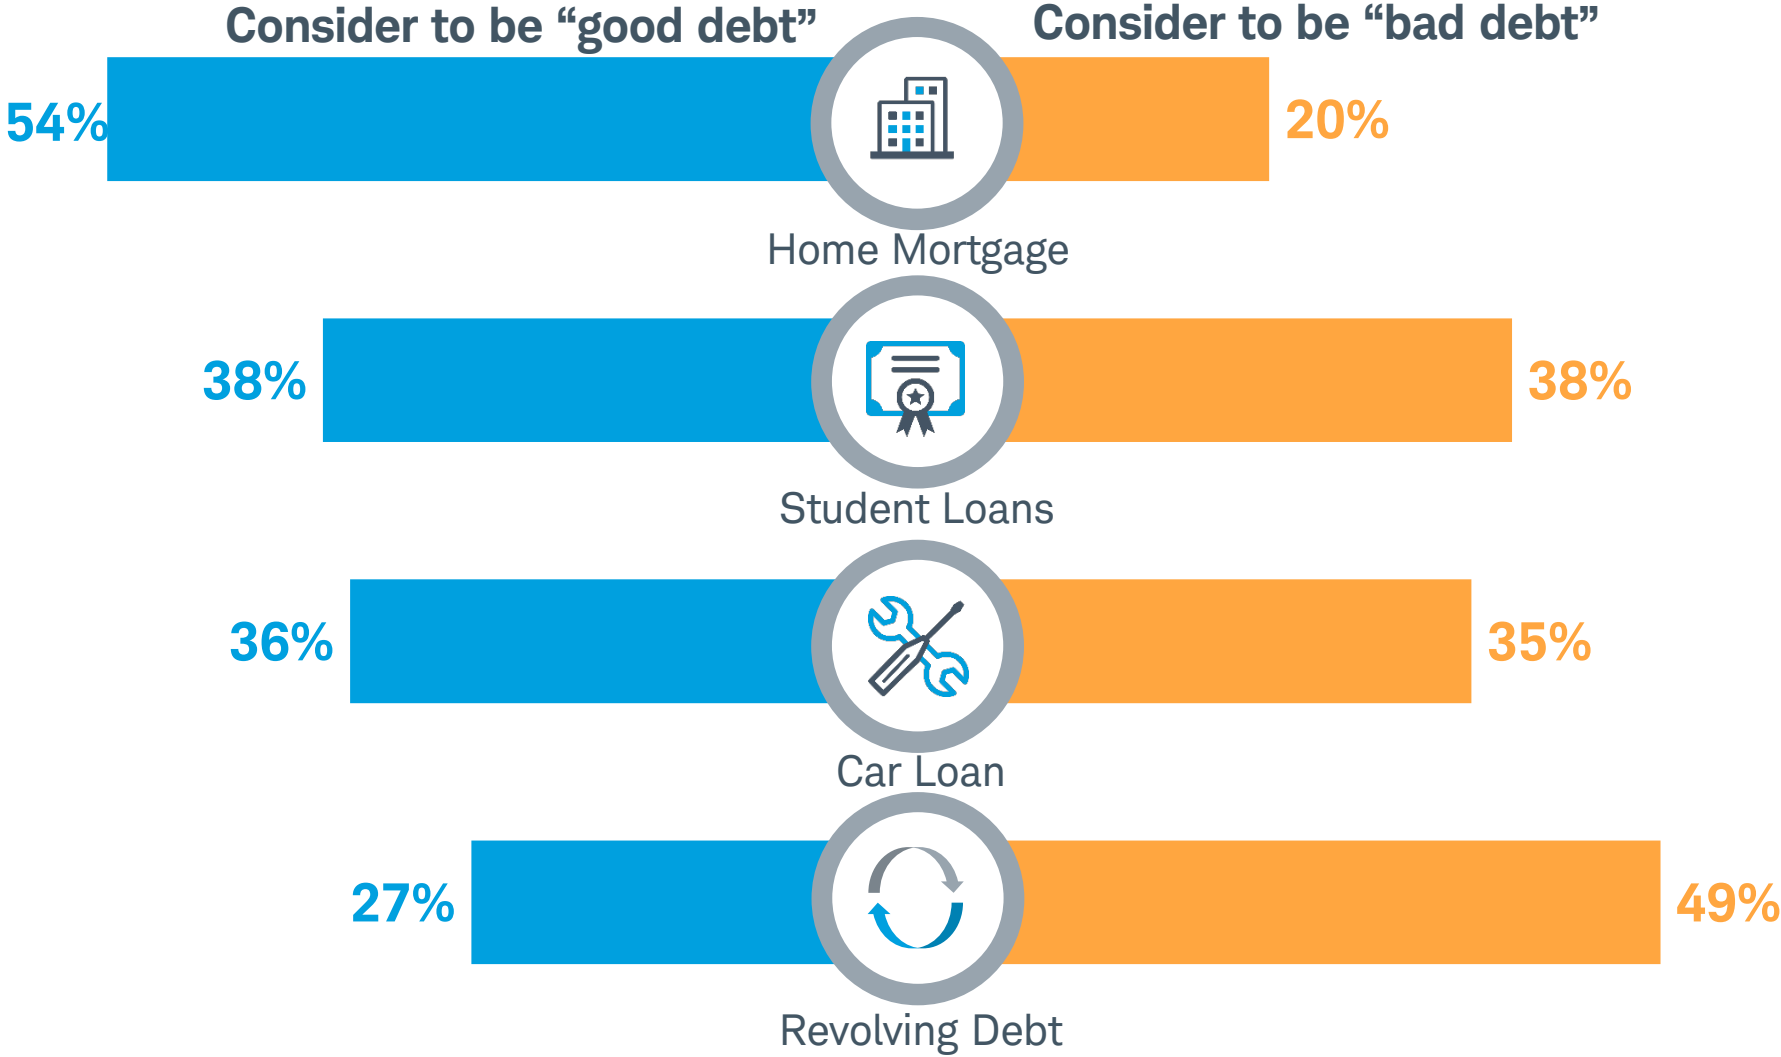 Consider to be “good debt”
Consider to be “bad debt”
54%
20%
Home Mortgage
38%
38%
Student Loans
36%
35%
Car Loan
27%
49%
Revolving Debt